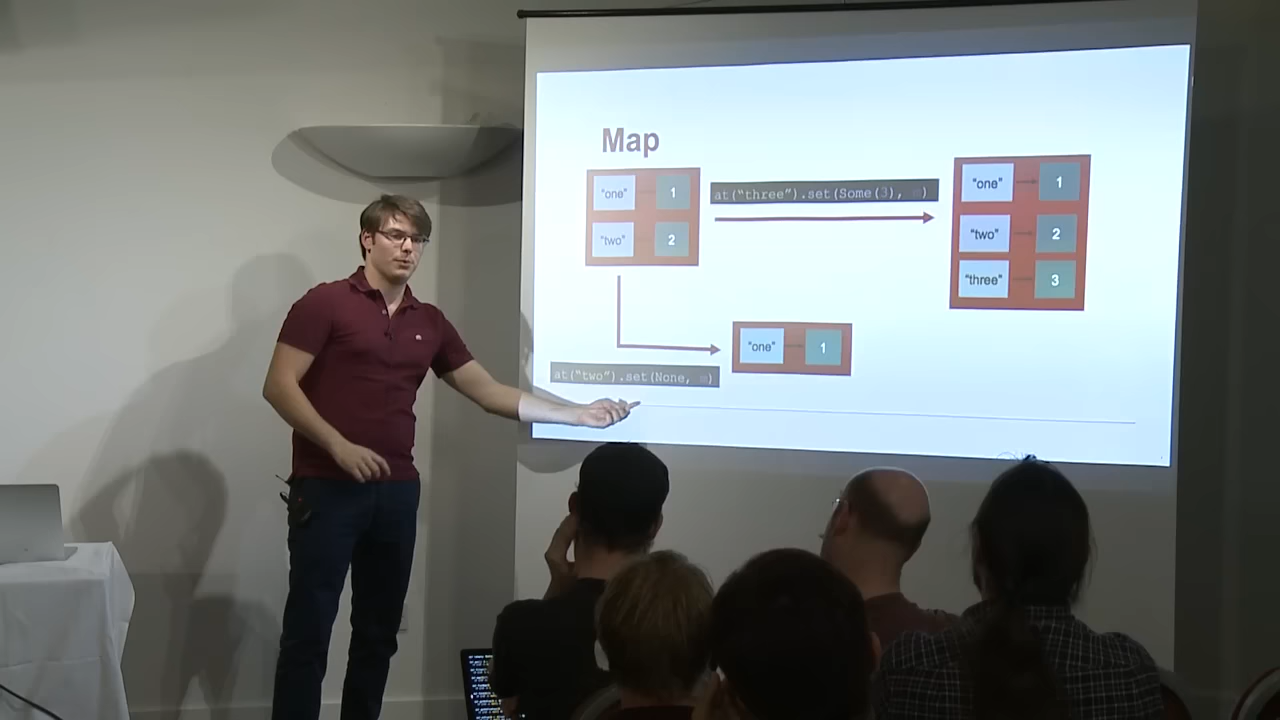 Map
"one" 1
"two" 2
at("three").set(Some(3), m)
"one" 1
"two" 2
"three" 3
"one" 1
at("two").set(None, m)